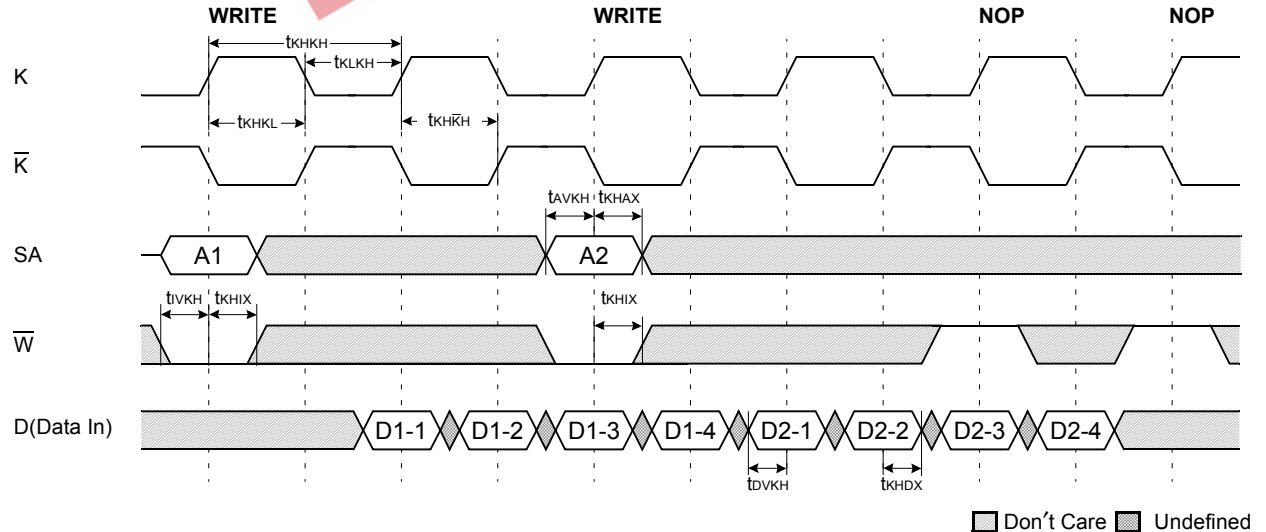 WRITE WRITE NOP NOP
tKHKH
tKLKH
K
tKHKL tKHK̅H
K̅
tAVKH tKHAX
SA A1 A2
tIVKH tKHIX tKHIX
W̅
D(Data In) D1-1 D1-2 D1-3 D1-4 D2-1 D2-2 D2-3 D2-4
tDVKH tKHDX
Don′t Care Undefined